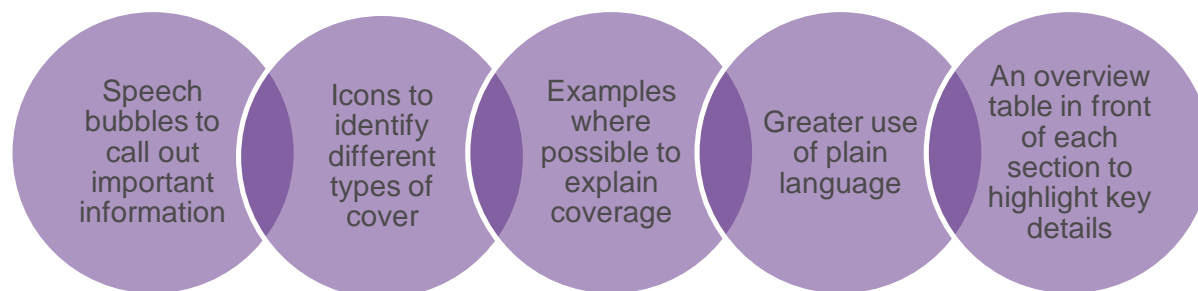 Speech
bubbles to
call out
important
information
Icons to
identify
different
types of
cover
Examples
where
possible to
explain
coverage
Greater use
of plain
language
An overview
table in front
of each
section to
highlight key
details